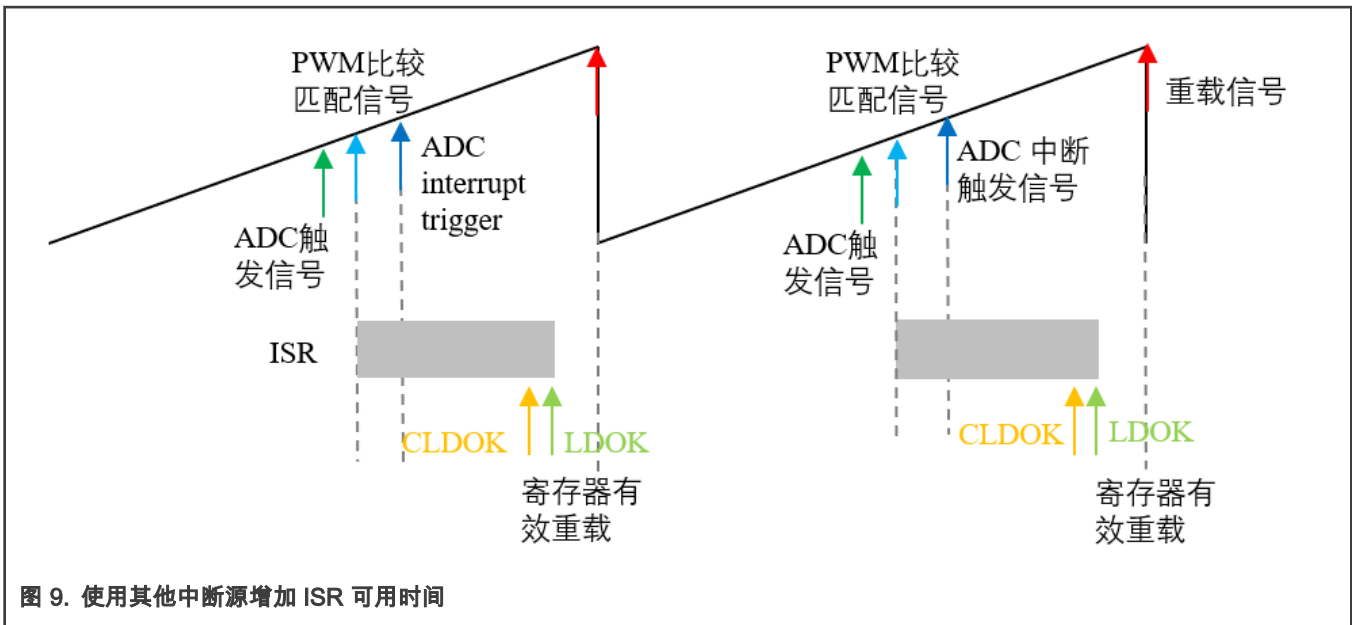 PWM比较
匹配信号
ADC
interrupt
trigger
ADC触
发信号
PWM比较
匹配信号
重载信号
ADC 中断
触发信号
ADC触
发信号
ISR
CLDOK
LDOK
寄存器有
效重载
CLDOK
LDOK
寄存器有
效重载
图 9. 使用其他中断源增加 ISR 可用时间